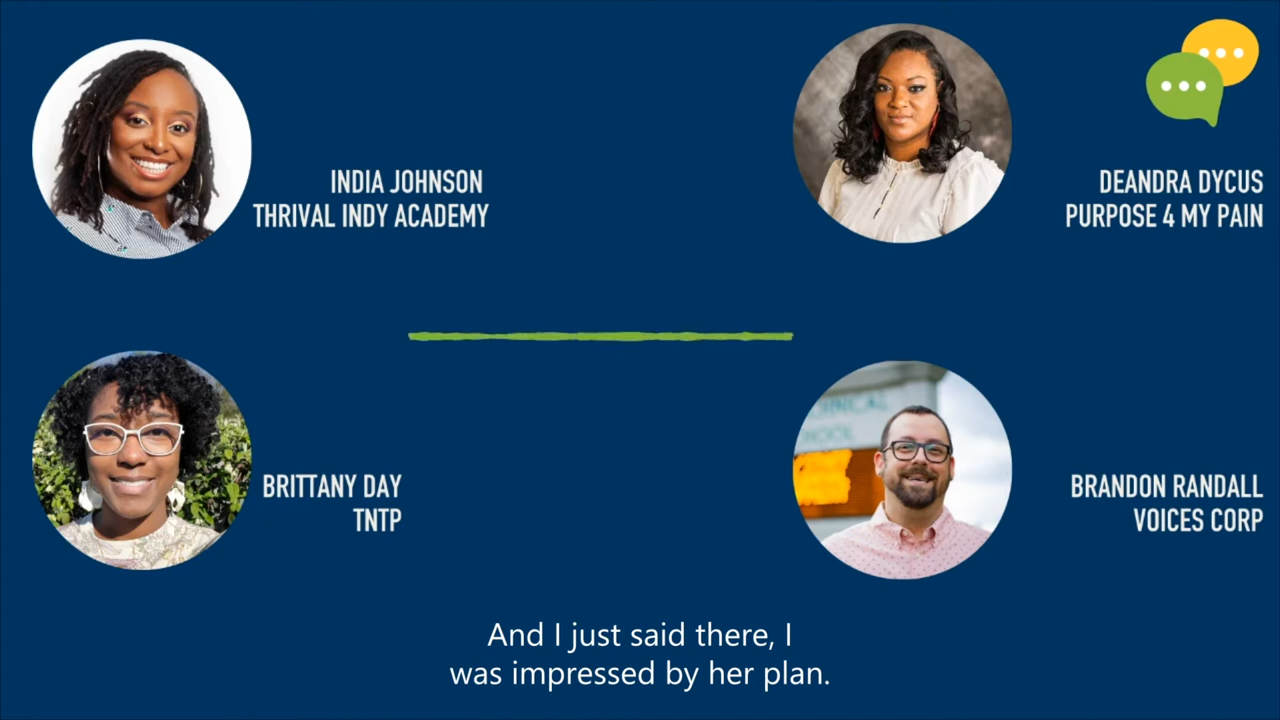 INDIA JOHNSON
THRIVAL INDY ACADEMY
DEANDRA DYCUS
PURPOSE 4 MY PAIN
BRITTANY DAY
TNTP
BRANDON RANDALL
VOICES CORP
And I just said there, I
was impressed by her plan.